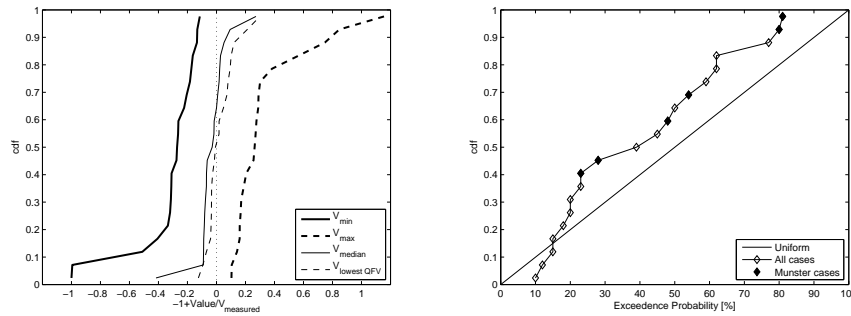 1
0.9
0.8
0.7
0.6
0.5
0.4
0.3
0.2
0.1
0
cdf
-1 -0.8 -0.6 -0.4 -0.2 0 0.2 0.4 0.6 0.8 1
-1+Value/V_measured
V_min
V_max
V_median
V_lowest QFV
1
0.9
0.8
0.7
0.6
0.5
0.4
0.3
0.2
0.1
0
cdf
0 10 20 30 40 50 60 70 80 90 100
Exceedence Probability [%]
Uniform
All cases
Munster cases